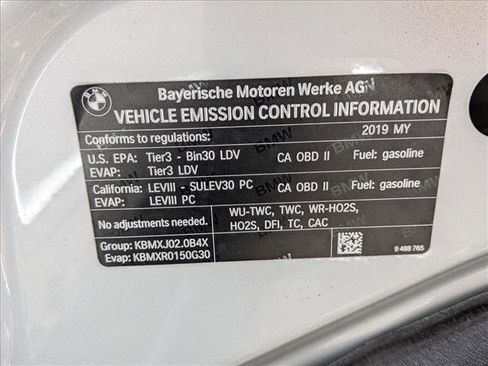 BMW
Bayerische Motoren Werke AG
VEHICLE EMISSION CONTROL INFORMATION
Conforms to regulations: 2019 MY
U.S. EPA: Tier3 - Bin30 LDV CA OBD II Fuel: gasoline
EVAP: Tier3 LDV
California: LEVIII - SULEV30 PC CA OBD II Fuel: gasoline
EVAP: LEVIII PC
No adjustments needed. WU-TWC, TWC, WR-HO2S,
HO2S, DFI, TC, CAC
Group: KBMXJ02.0B4X
Evap: KBMXR0150G30 9 488 765